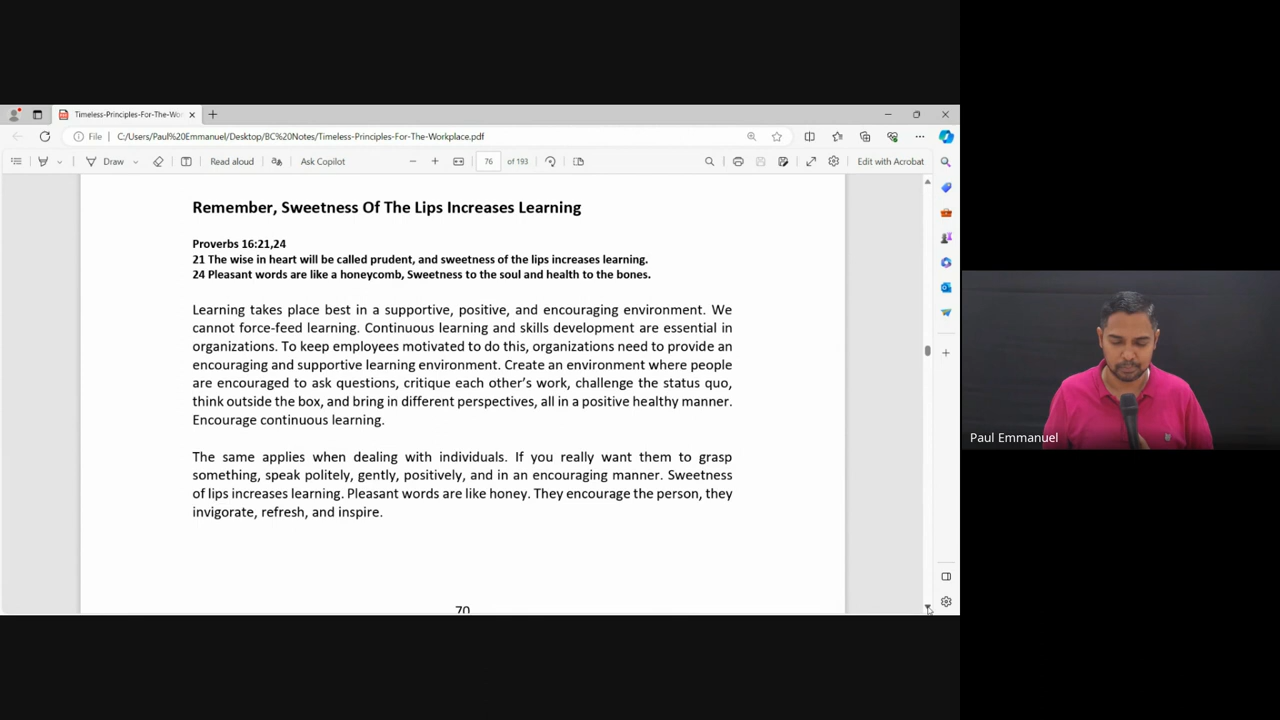 Timeless-Principles-For-The-Wor
File C:/Users/Paul%20Emmanuel/Desktop/BC%20Notes/Timeless-Principles-For-The-Workplace.pdf
Draw Read aloud Ask Copilot 76 of 193 Edit with Acrobat
Remember, Sweetness Of The Lips Increases Learning
Proverbs 16:21,24
21 The wise in heart will be called prudent, and sweetness of the lips increases learning.
24 Pleasant words are like a honeycomb, Sweetness to the soul and health to the bones.
Learning takes place best in a supportive, positive, and encouraging environment. We
cannot force-feed learning. Continuous learning and skills development are essential in
organizations. To keep employees motivated to do this, organizations need to provide an
encouraging and supportive learning environment. Create an environment where people
are encouraged to ask questions, critique each other's work, challenge the status quo,
think outside the box, and bring in different perspectives, all in a positive healthy manner.
Encourage continuous learning.
The same applies when dealing with individuals. If you really want them to grasp
something, speak politely, gently, positively, and in an encouraging manner. Sweetness
of lips increases learning. Pleasant words are like honey. They encourage the person, they
invigorate, refresh, and inspire.
70
Paul Emmanuel